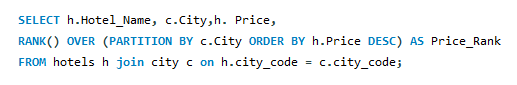 SELECT h.Hotel_Name, c.City,h. Price,
RANK() OVER (PARTITION BY c.City ORDER BY h.Price DESC) AS Price_Rank
FROM hotels h join city c on h.city_code = c.city_code;